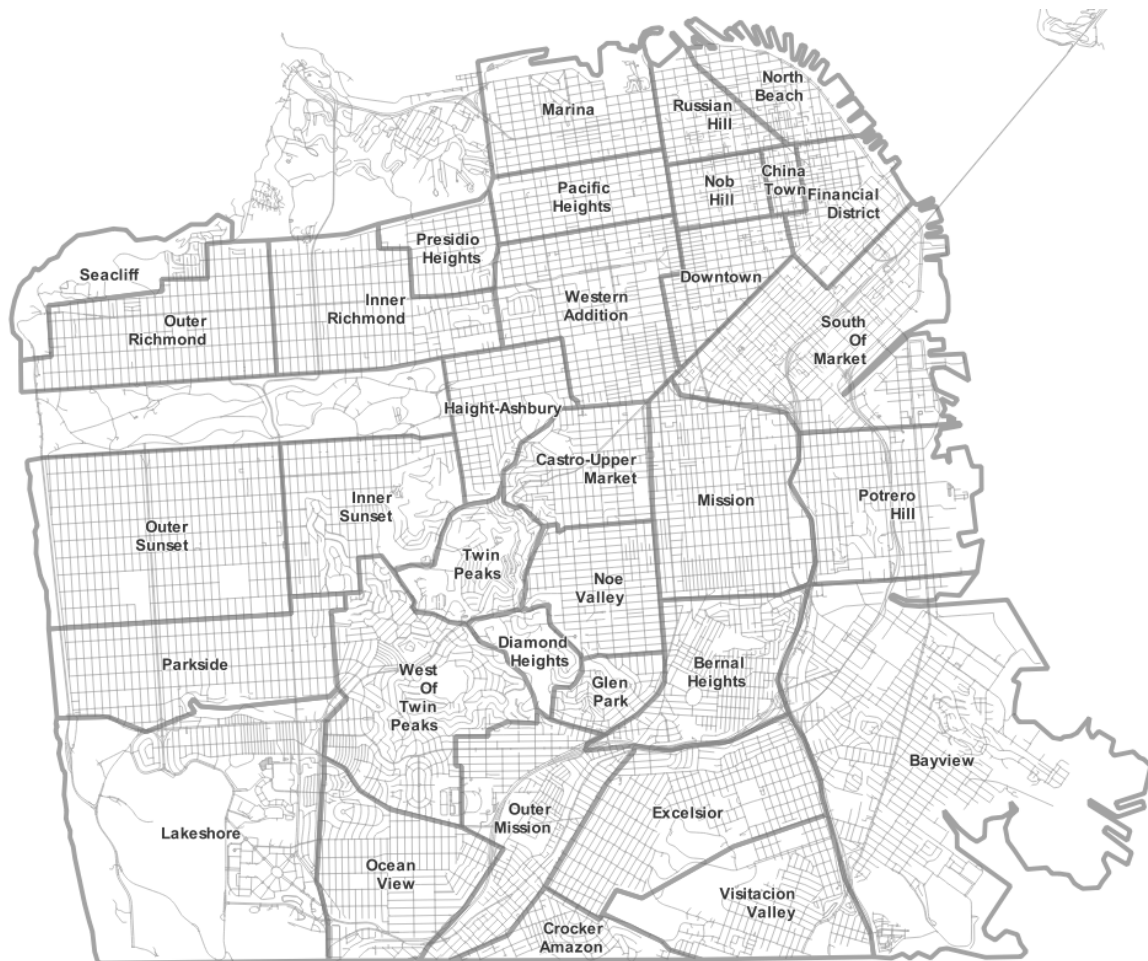 Marina
Russian
Hill
North
Beach
Pacific
Heights
Nob
Hill
China
Town
Financial
District
Presidio
Heights
Seacliff
Outer
Richmond
Inner
Richmond
Western
Addition
Downtown
South
Of
Market
Haight-Ashbury
Castro-Upper
Market
Mission
Potrero
Hill
Outer
Sunset
Inner
Sunset
Twin
Peaks
Noe
Valley
Parkside
West
Of
Twin
Peaks
Diamond
Heights
Glen
Park
Bernal
Heights
Bayview
Lakeshore
Ocean
View
Outer
Mission
Excelsior
Visitacion
Valley
Crocker
Amazon